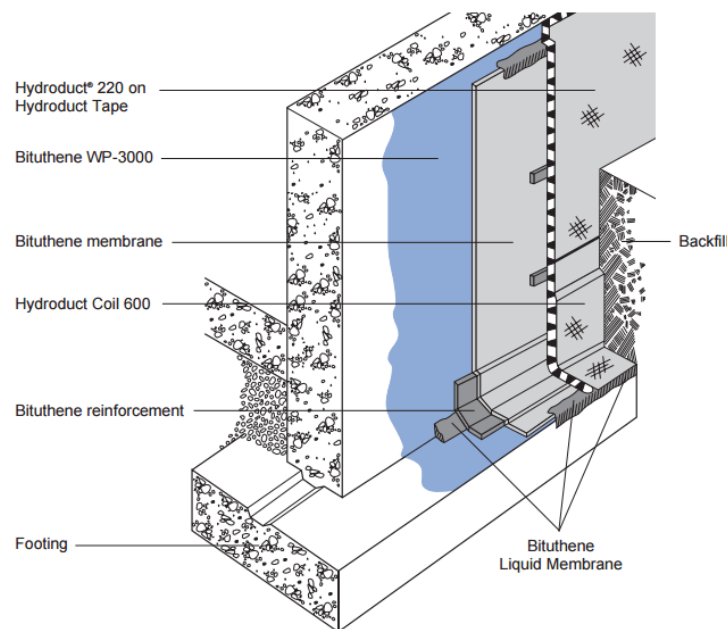 Hydroduct® 220 on
Hydroduct Tape
Bituthene WP-3000
Bituthene membrane
Backfill
Hydroduct Coil 600
Bituthene reinforcement
Footing
Bituthene
Liquid Membrane